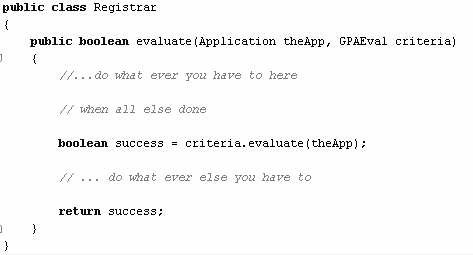 public class Registrar
{
public boolean evaluate(Application theApp, GPAEval criteria)
{
//...do what ever you have to here
// when all else done
boolean success = criteria.evaluate(theApp);
// ... do what ever else you have to
return success;
}
}